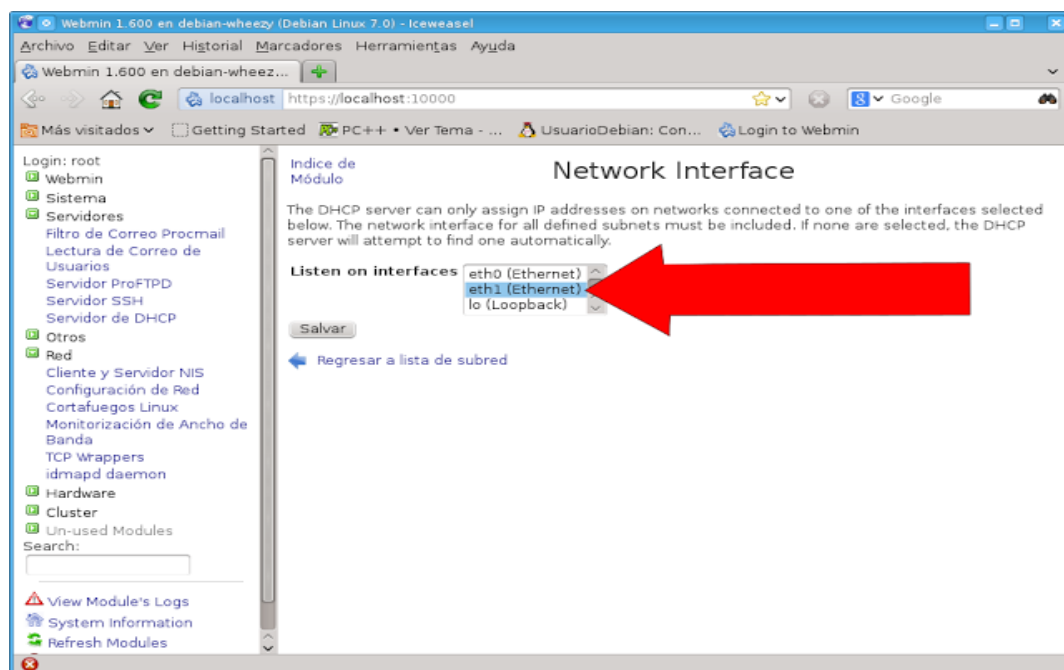 Webmin 1.600 en debian-wheezy (Debian Linux 7.0) - Iceweasel
Archivo Editar Ver Historial Marcadores Herramientas Ayuda
Webmin 1.600 en debian-wheez...
localhost https://localhost:10000 Google
Más visitados Getting Started PC++ • Ver Tema - ... UsuarioDebian: Con... Login to Webmin
Login: root
Webmin
Sistema
Servidores
Filtro de Correo Procmail
Lectura de Correo de
Usuarios
Servidor ProFTPD
Servidor SSH
Servidor de DHCP
Otros
Red
Cliente y Servidor NIS
Configuración de Red
Cortafuegos Linux
Monitorización de Ancho de
Banda
TCP Wrappers
idmapd daemon
Hardware
Cluster
Un-used Modules
Search:
View Module's Logs
System Information
Refresh Modules
Indice de
Módulo
Network Interface
The DHCP server can only assign IP addresses on networks connected to one of the interfaces selected
below. The network interface for all defined subnets must be included. If none are selected, the DHCP
server will attempt to find one automatically.
Listen on interfaces
eth0 (Ethernet)
eth1 (Ethernet)
lo (Loopback)
Salvar
Regresar a lista de subred